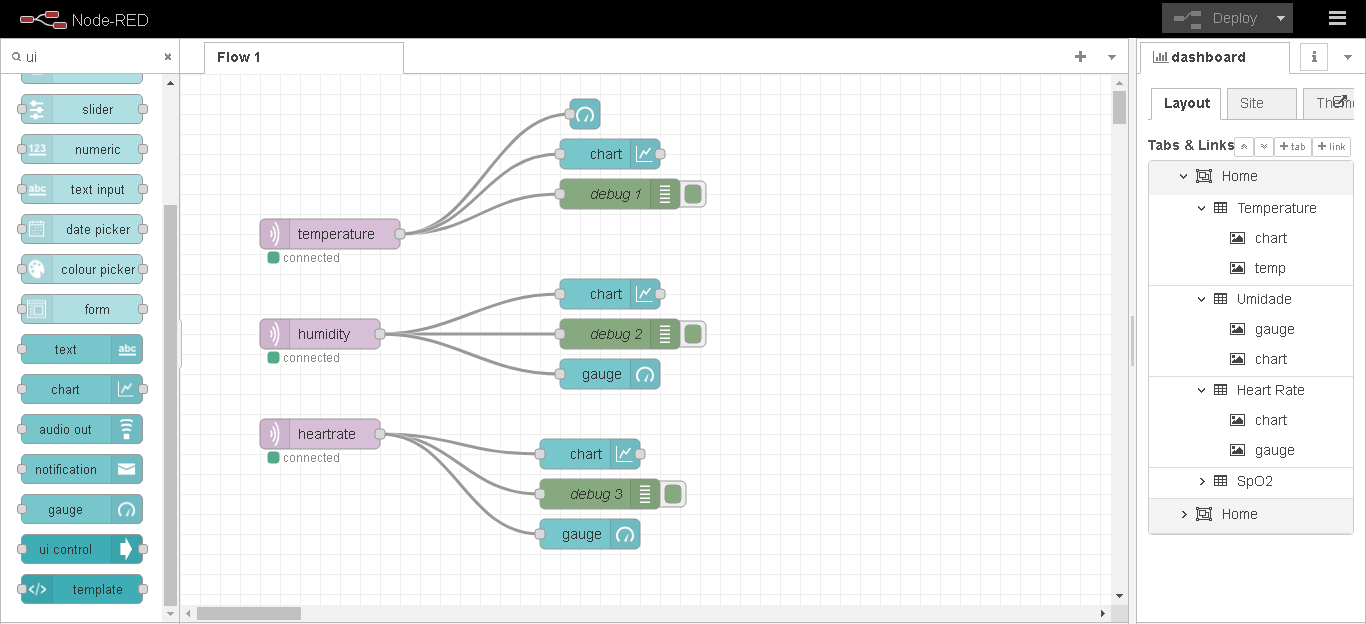 Node-RED
Deploy
ui
Flow 1
dashboard
i
slider
123 numeric
abc text input
date picker
colour picker
form
text abc
chart
audio out
notification
gauge
ui control
</> template
chart
debug 1
temperature
connected
chart
humidity
debug 2
connected
gauge
heartrate
chart
connected
debug 3
gauge
Layout
Site
Tabs & Links
+ tab
+ link
Home
Temperature
chart
temp
Umidade
gauge
chart
Heart Rate
chart
gauge
SpO2
Home